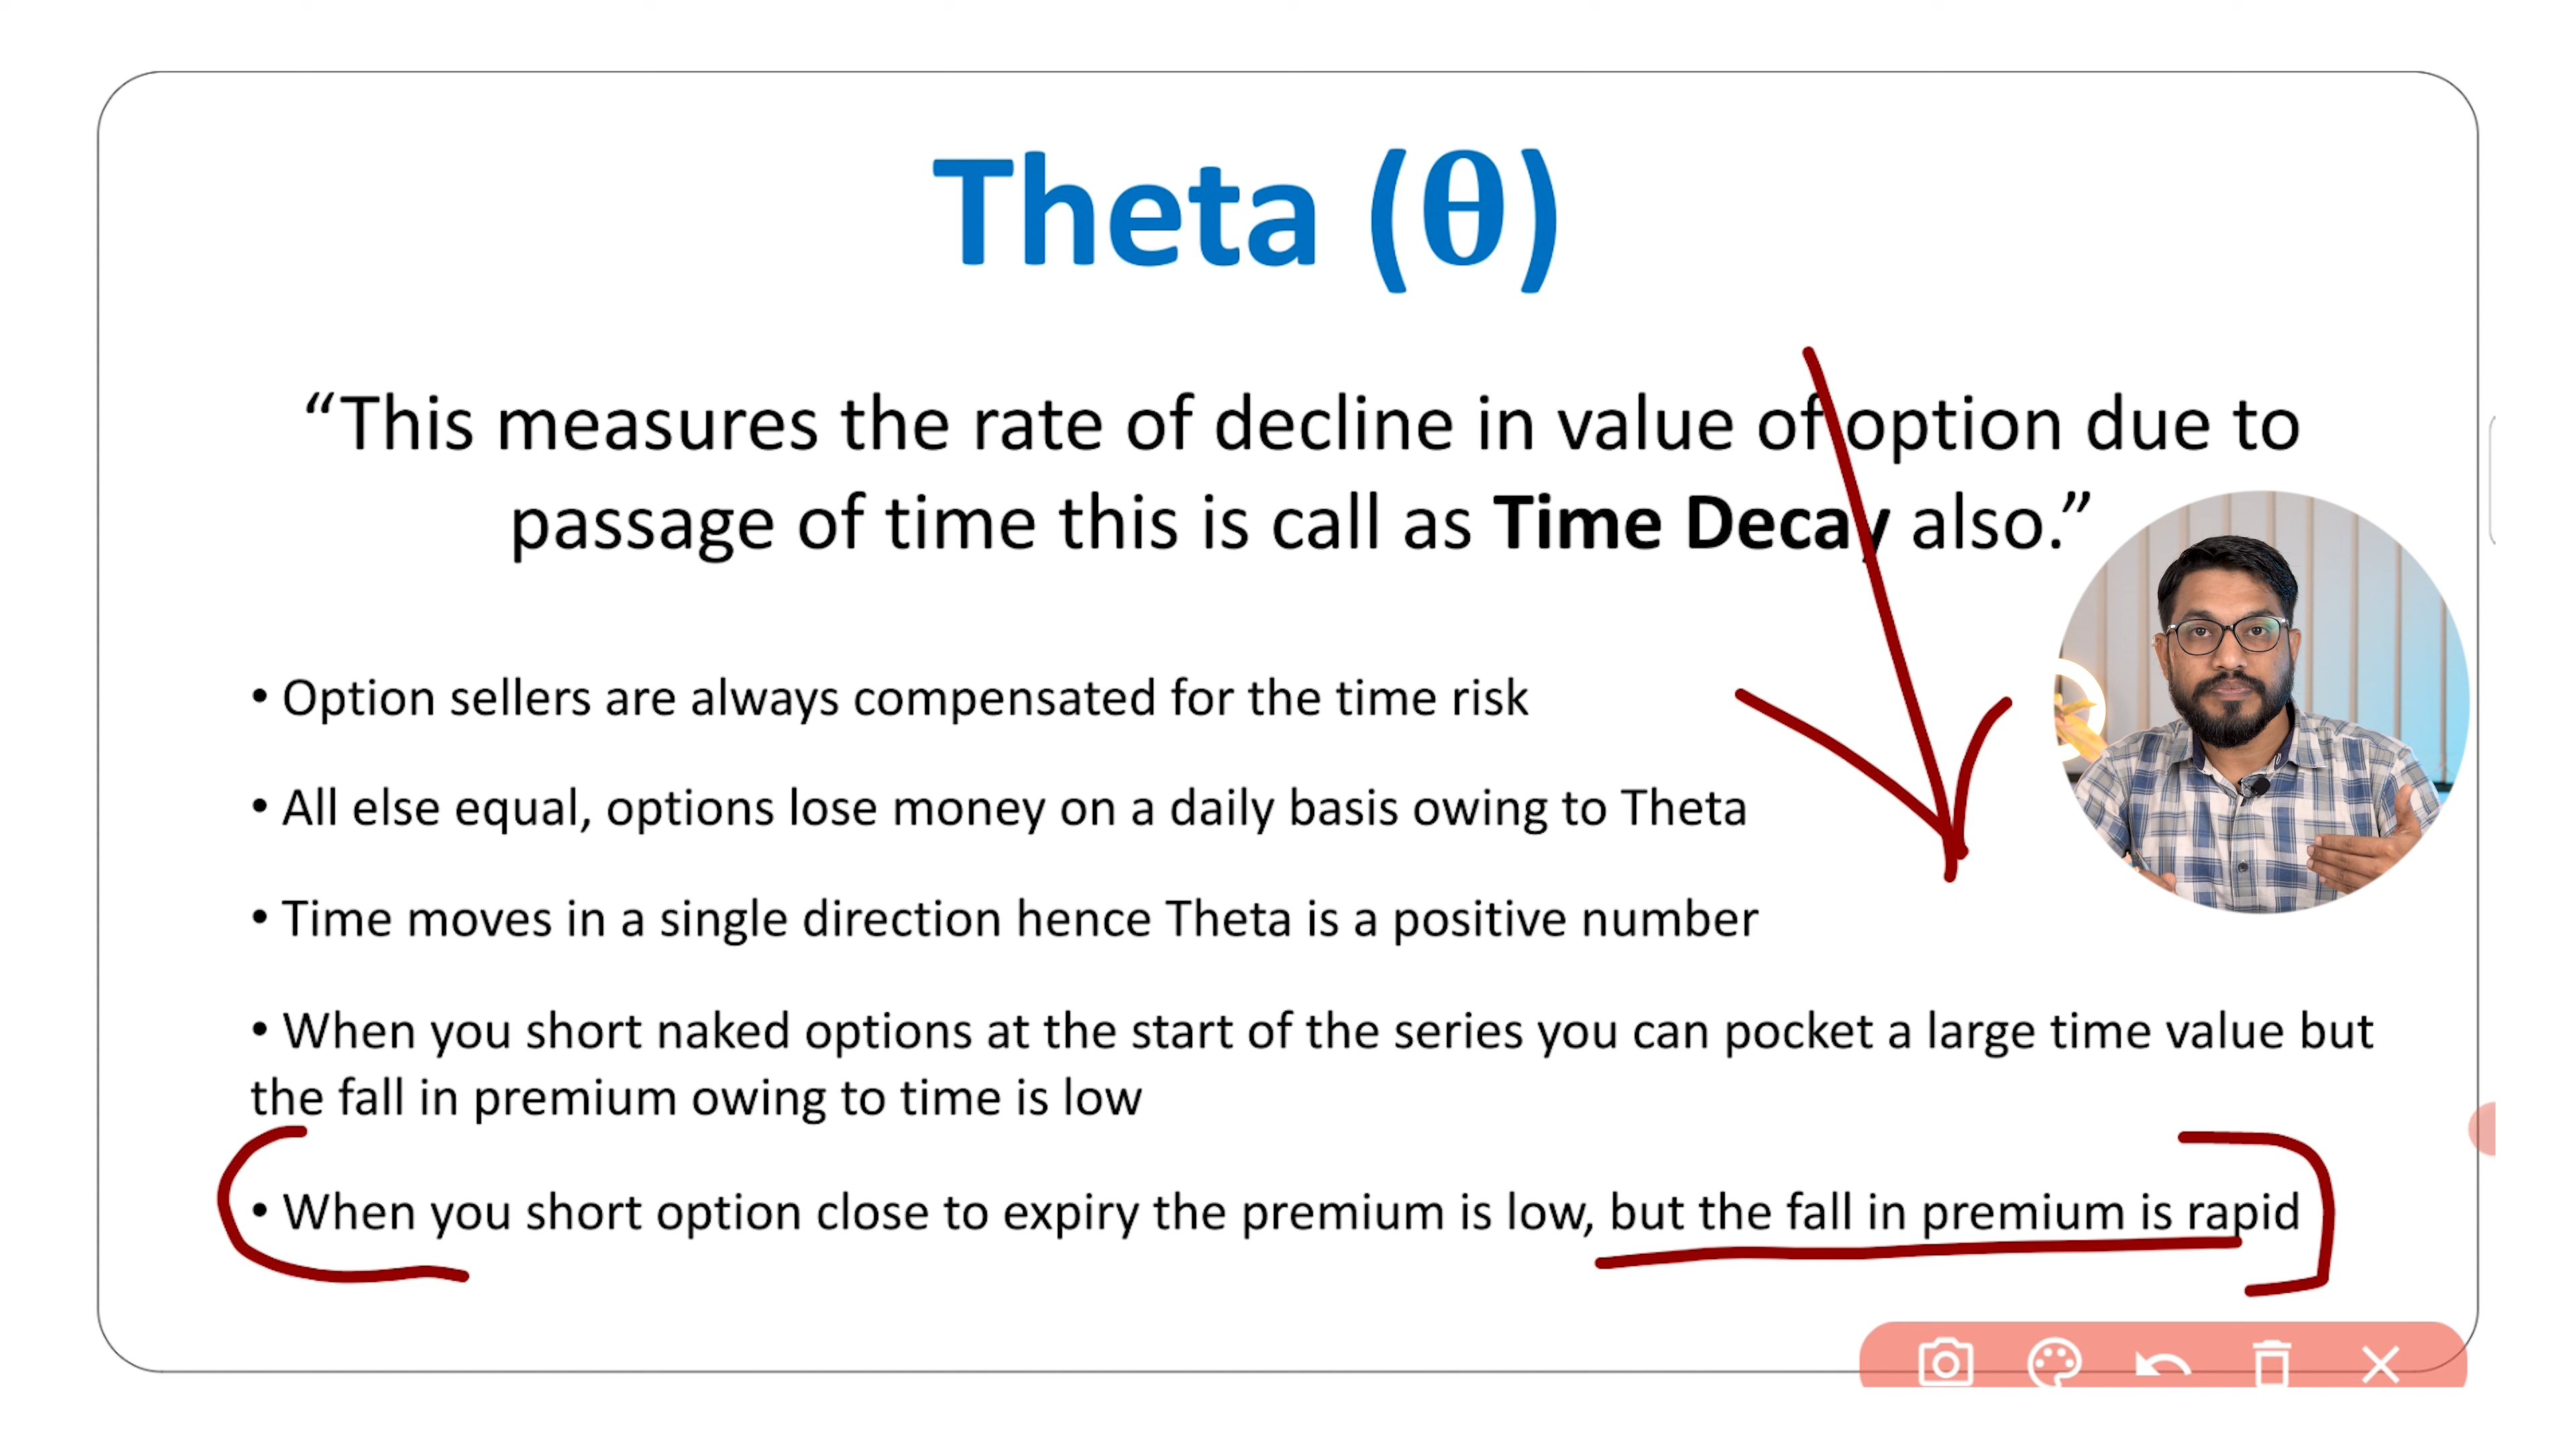 Theta (θ)
“This measures the rate of decline in value of option due to
passage of time this is call as Time Decay also.”
• Option sellers are always compensated for the time risk
• All else equal, options lose money on a daily basis owing to Theta
• Time moves in a single direction hence Theta is a positive number
• When you short naked options at the start of the series you can pocket a large time value but
the fall in premium owing to time is low
• When you short option close to expiry the premium is low, but the fall in premium is rapid